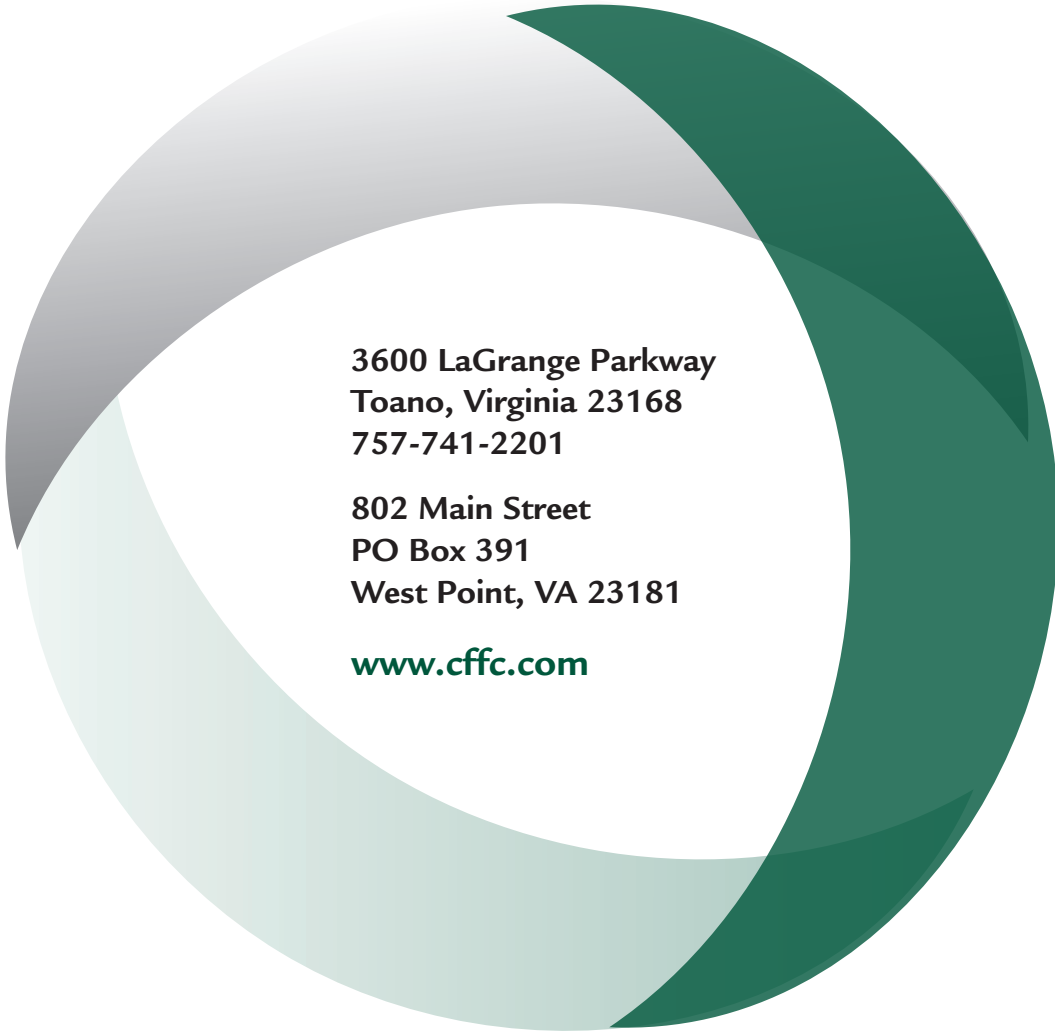 3600 LaGrange Parkway
Toano, Virginia 23168
757-741-2201
802 Main Street
PO Box 391
West Point, VA 23181
www.cffc.com